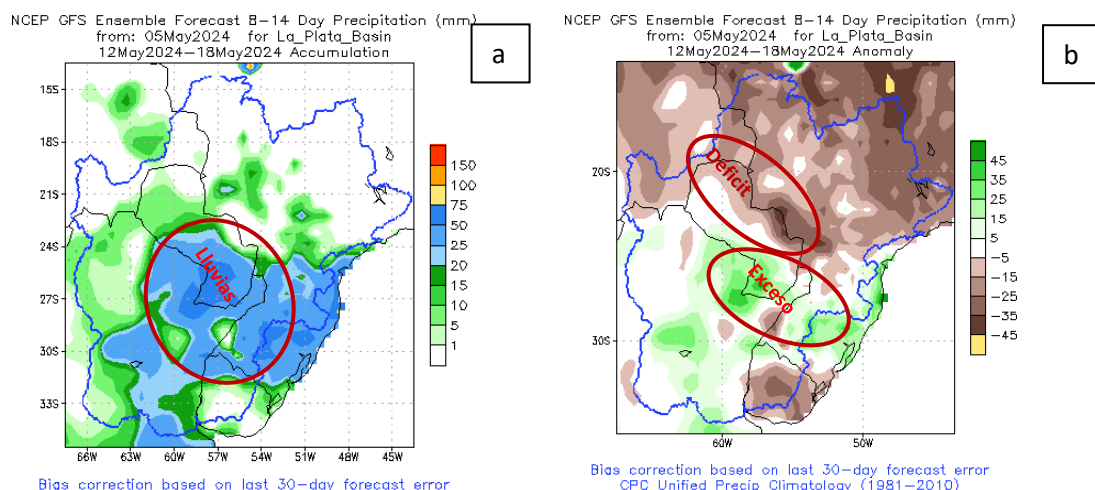 NCEP GFS Ensemble Forecast 8-14 Day Precipitation (mm)
from: 05May2024 for La_Plata_Basin
12May2024-18May2024 Accumulation
a
15S
18S
21S
24S
27S
30S
33S
66W 63W 60W 57W 54W 51W 48W 45W
Lluvias
150
100
75
50
25
20
15
10
5
1
Bias correction based on last 30-day forecast error
NCEP GFS Ensemble Forecast 8-14 Day Precipitation (mm)
from: 05May2024 for La_Plata_Basin
12May2024-18May2024 Anomaly
b
20S
30S
60W 50W
Deficit
Exceso
45
35
25
15
5
-5
-15
-25
-35
-45
Bias correction based on last 30-day forecast error
CPC Unified Precip Climatology (1981-2010)